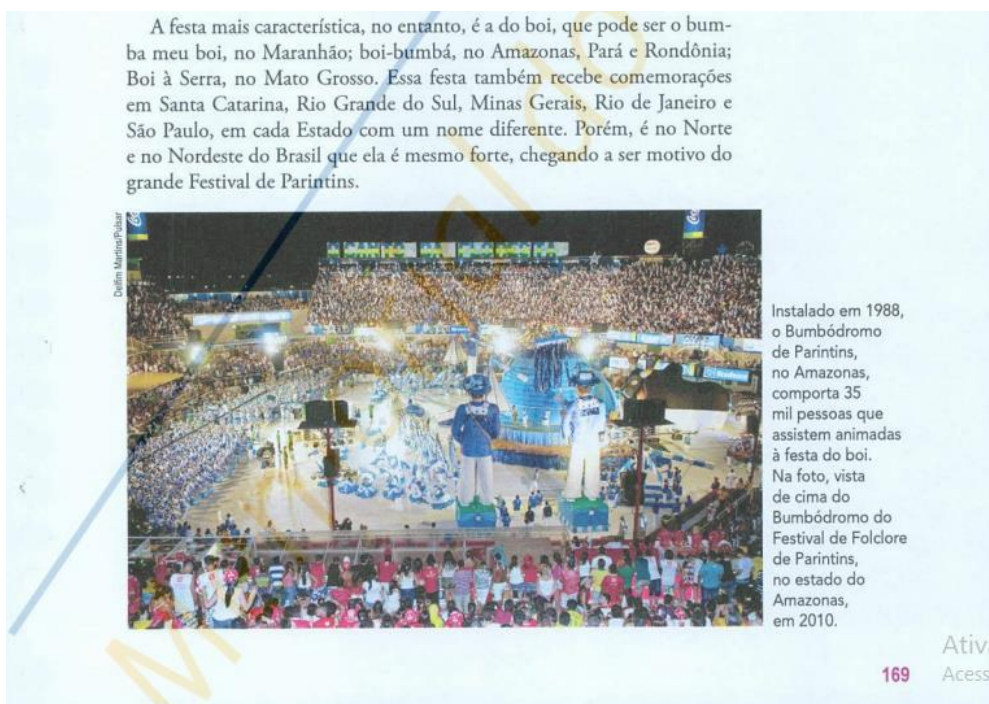 A festa mais característica, no entanto, é a do boi, que pode ser o bum-
ba meu boi, no Maranhão; boi-bumbá, no Amazonas, Pará e Rondônia;
Boi à Serra, no Mato Grosso. Essa festa também recebe comemorações
em Santa Catarina, Rio Grande do Sul, Minas Gerais, Rio de Janeiro e
São Paulo, em cada Estado com um nome diferente. Porém, é no Norte
e no Nordeste do Brasil que ela é mesmo forte, chegando a ser motivo do
grande Festival de Parintins.
Delfim Martins/Pulsar
Instalado em 1988,
o Bumbódromo
de Parintins,
no Amazonas,
comporta 35
mil pessoas que
assistem animadas
à festa do boi.
Na foto, vista
de cima do
Bumbódromo do
Festival de Folclore
de Parintins,
no estado do
Amazonas,
em 2010.
169
Ativ
Acess